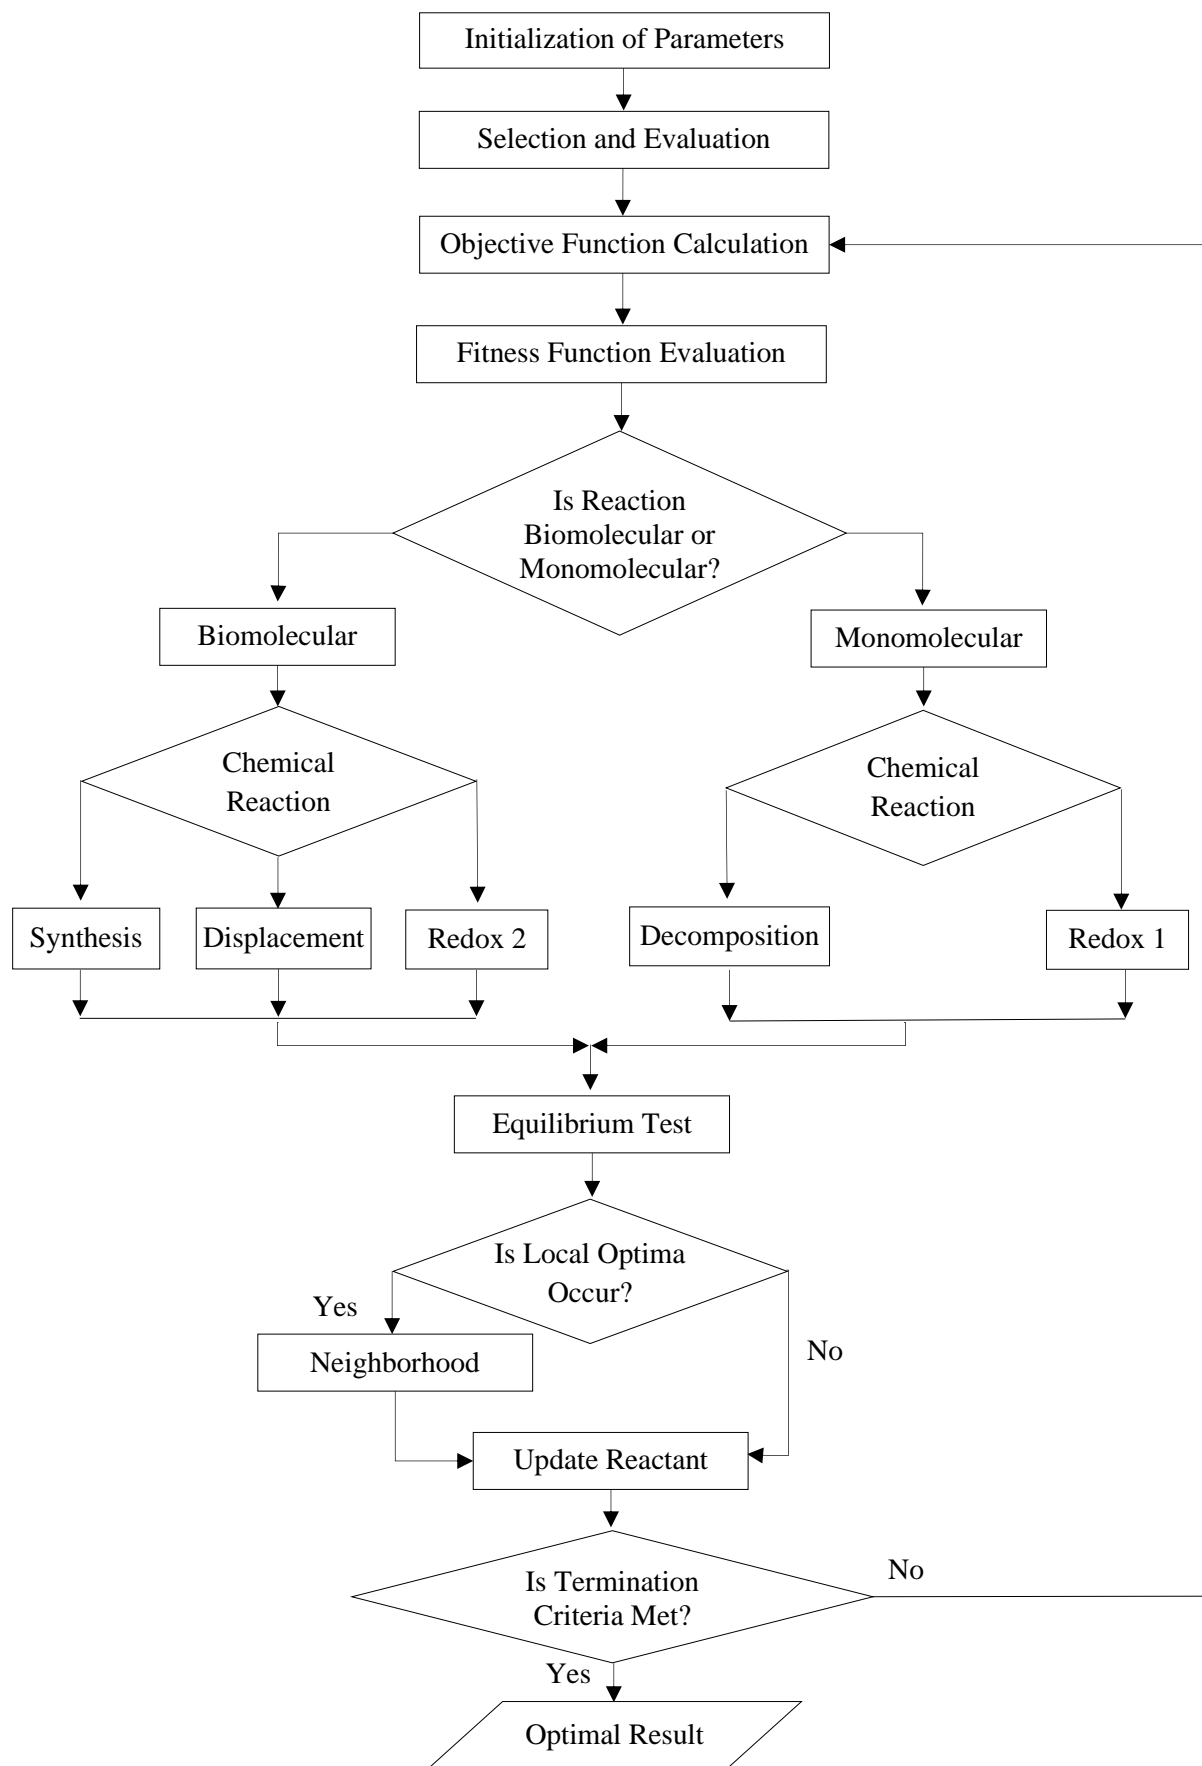 Initialization of Parameters
Selection and Evaluation
Objective Function Calculation
Fitness Function Evaluation
Is Reaction
Biomolecular or
Monomolecular?
Biomolecular
Monomolecular
Chemical
Reaction
Chemical
Reaction
Synthesis
Displacement
Redox 2
Decomposition
Redox 1
Equilibrium Test
Is Local Optima
Occur?
Yes
No
Neighborhood
Update Reactant
Is Termination
Criteria Met?
No
Yes
Optimal Result